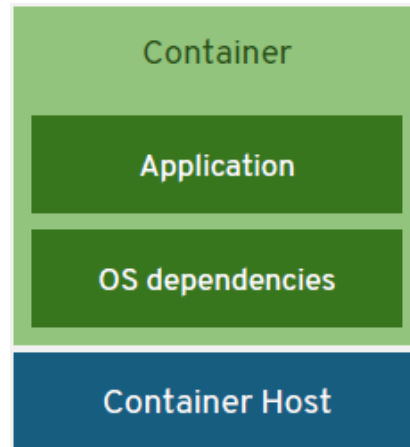 Container
Application
OS dependencies
Container Host